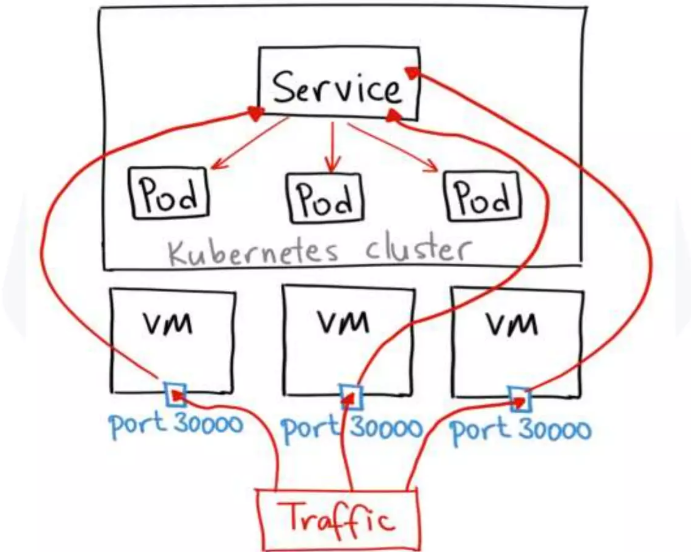 Service
Pod
Pod
Pod
Kubernetes cluster
VM
VM
VM
port 30000
port 30000
port 30000
Traffic